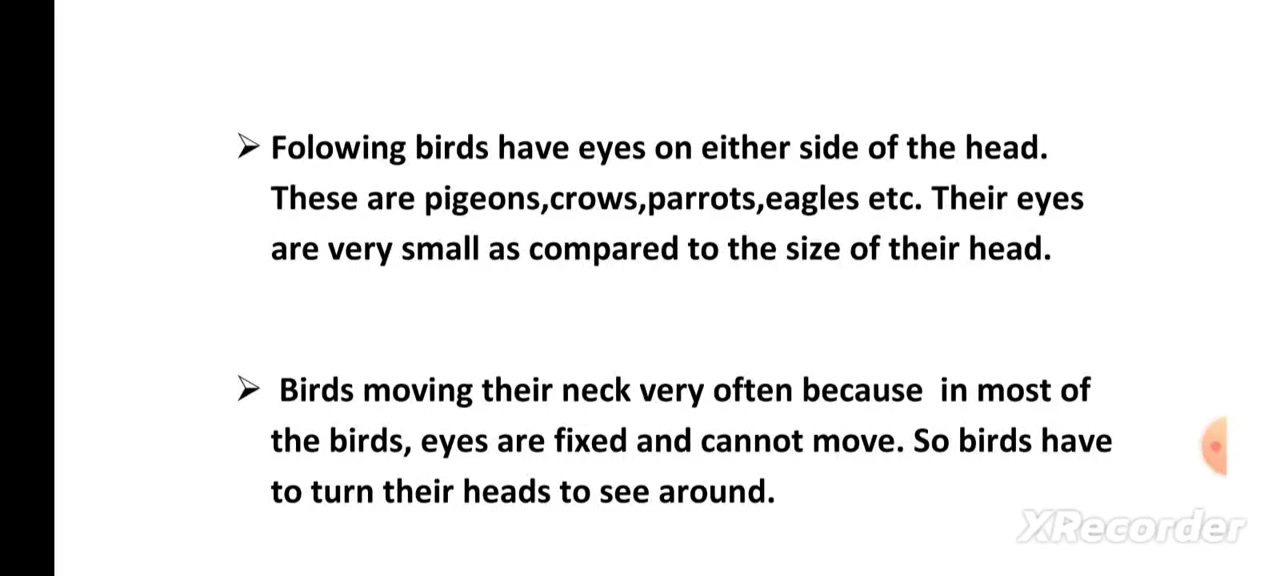 ➢ Folowing birds have eyes on either side of the head.
These are pigeons,crows,parrots,eagles etc. Their eyes
are very small as compared to the size of their head.
➢ Birds moving their neck very often because  in most of
the birds, eyes are fixed and cannot move. So birds have
to turn their heads to see around.
XRecorder